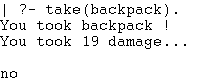 | ?- take(backpack).
You took backpack !
You took 19 damage...
no